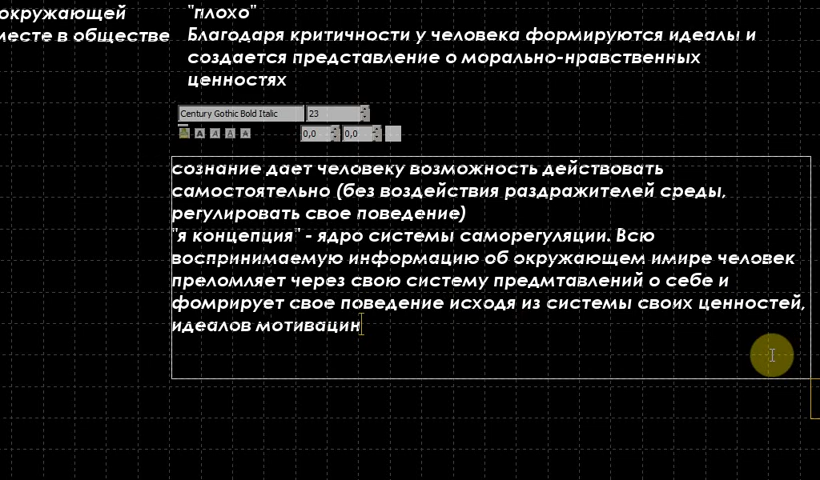 окружающей
месте в обществе
"плохо"
Благодаря критичности у человека формируются идеалы и
создается представление о морально-нравственных
ценностях
Century Gothic Bold Italic 23
A A A A A 0,0 0,0
сознание дает человеку возможность действовать
самостоятельно (без воздействия раздражителей среды,
регулировать свое поведение)
"я концепция" - ядро системы саморегуляции. Всю
воспринимаемую информацию об окружающем имире человек
преломляет через свою систему предмтавлений о себе и
фомрирует свое поведение исходя из системы своих ценностей,
идеалов мотивацин